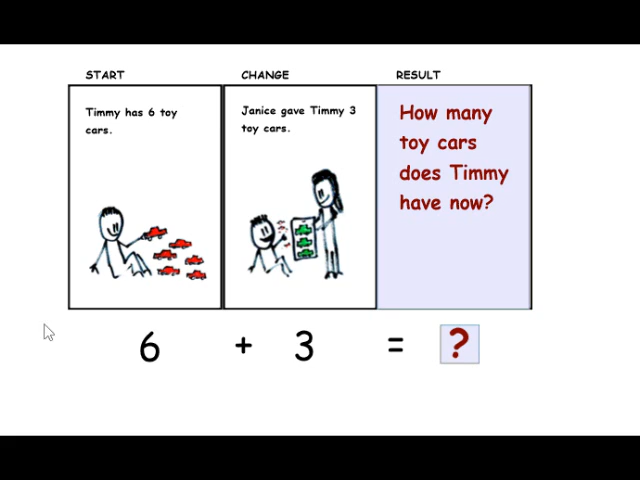 START
CHANGE
RESULT
Timmy has 6 toy
cars.
Janice gave Timmy 3
toy cars.
How many
toy cars
does Timmy
have now?
6 + 3 = ?